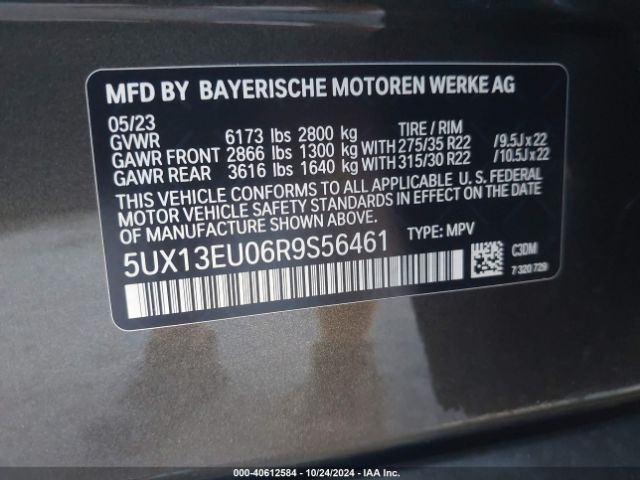 MFD BY BAYERISCHE MOTOREN WERKE AG
05/23
GVWR 6173 lbs 2800 kg TIRE / RIM
GAWR FRONT 2866 lbs 1300 kg WITH 275/35 R22 /9.5J x 22
GAWR REAR 3616 lbs 1640 kg WITH 315/30 R22 /10.5J x 22
THIS VEHICLE CONFORMS TO ALL APPLICABLE U. S. FEDERAL
MOTOR VEHICLE SAFETY STANDARDS IN EFFECT ON THE DATE
OF MANUFACTURE SHOWN ABOVE.
5UX13EU06R9S56461 TYPE: MPV
C3DM
7 320 729
000-40612584 | 10/24/2024 | IAA Inc.